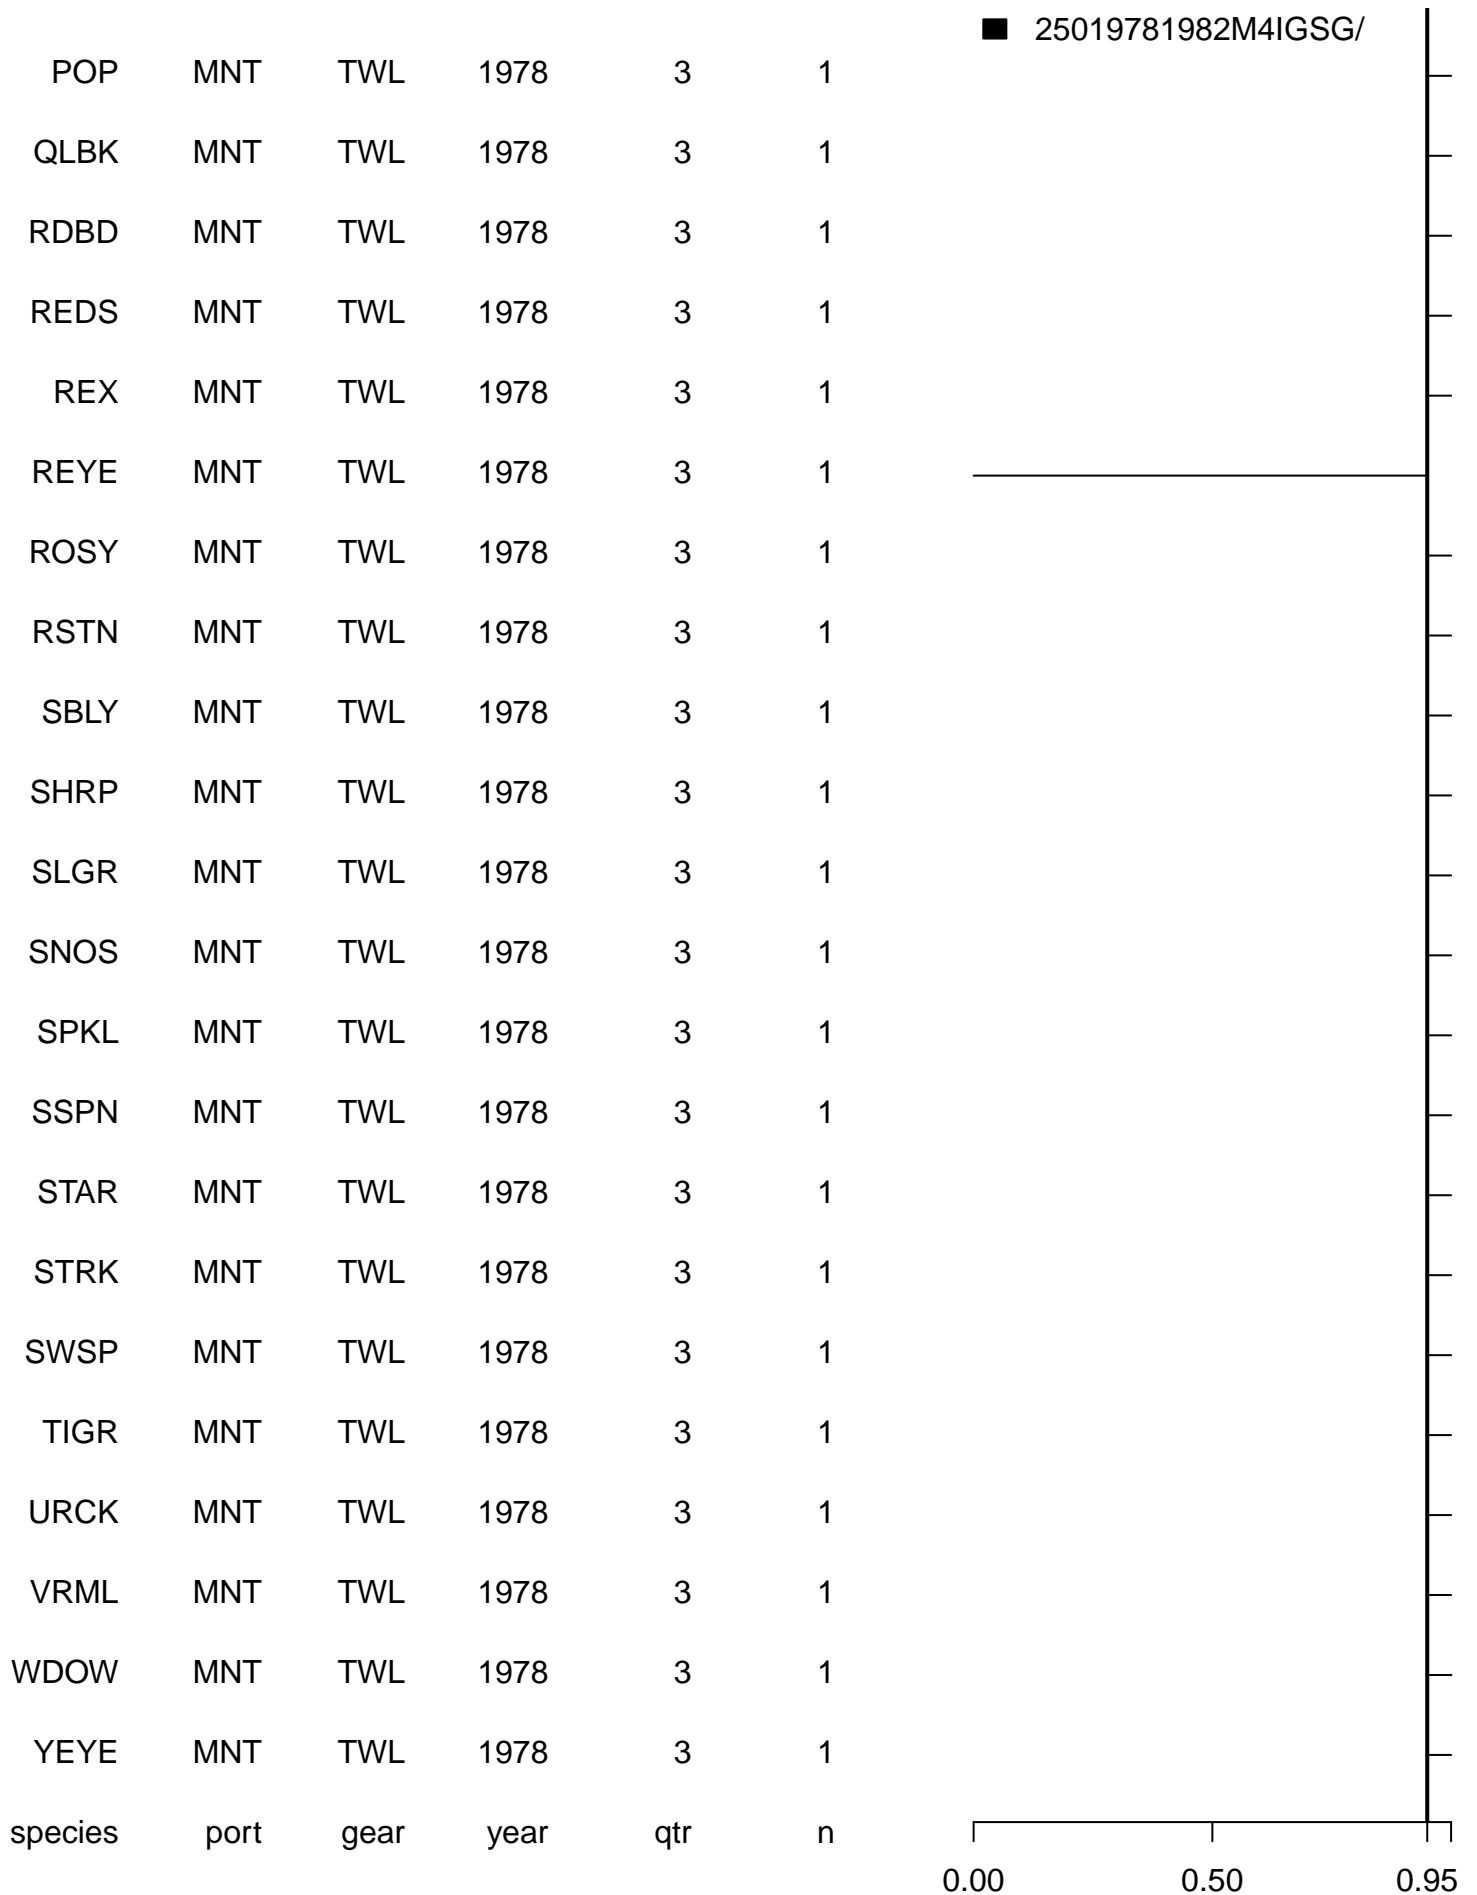 25019781982M4IGSG/
POP MNT TWL 1978 3 1
QLBK MNT TWL 1978 3 1
RDBD MNT TWL 1978 3 1
REDS MNT TWL 1978 3 1
REX MNT TWL 1978 3 1
REYE MNT TWL 1978 3 1
ROSY MNT TWL 1978 3 1
RSTN MNT TWL 1978 3 1
SBLY MNT TWL 1978 3 1
SHRP MNT TWL 1978 3 1
SLGR MNT TWL 1978 3 1
SNOS MNT TWL 1978 3 1
SPKL MNT TWL 1978 3 1
SSPN MNT TWL 1978 3 1
STAR MNT TWL 1978 3 1
STRK MNT TWL 1978 3 1
SWSP MNT TWL 1978 3 1
TIGR MNT TWL 1978 3 1
URCK MNT TWL 1978 3 1
VRML MNT TWL 1978 3 1
WDOW MNT TWL 1978 3 1
YEYE MNT TWL 1978 3 1
species port gear year qtr n
0.00 0.50 0.95